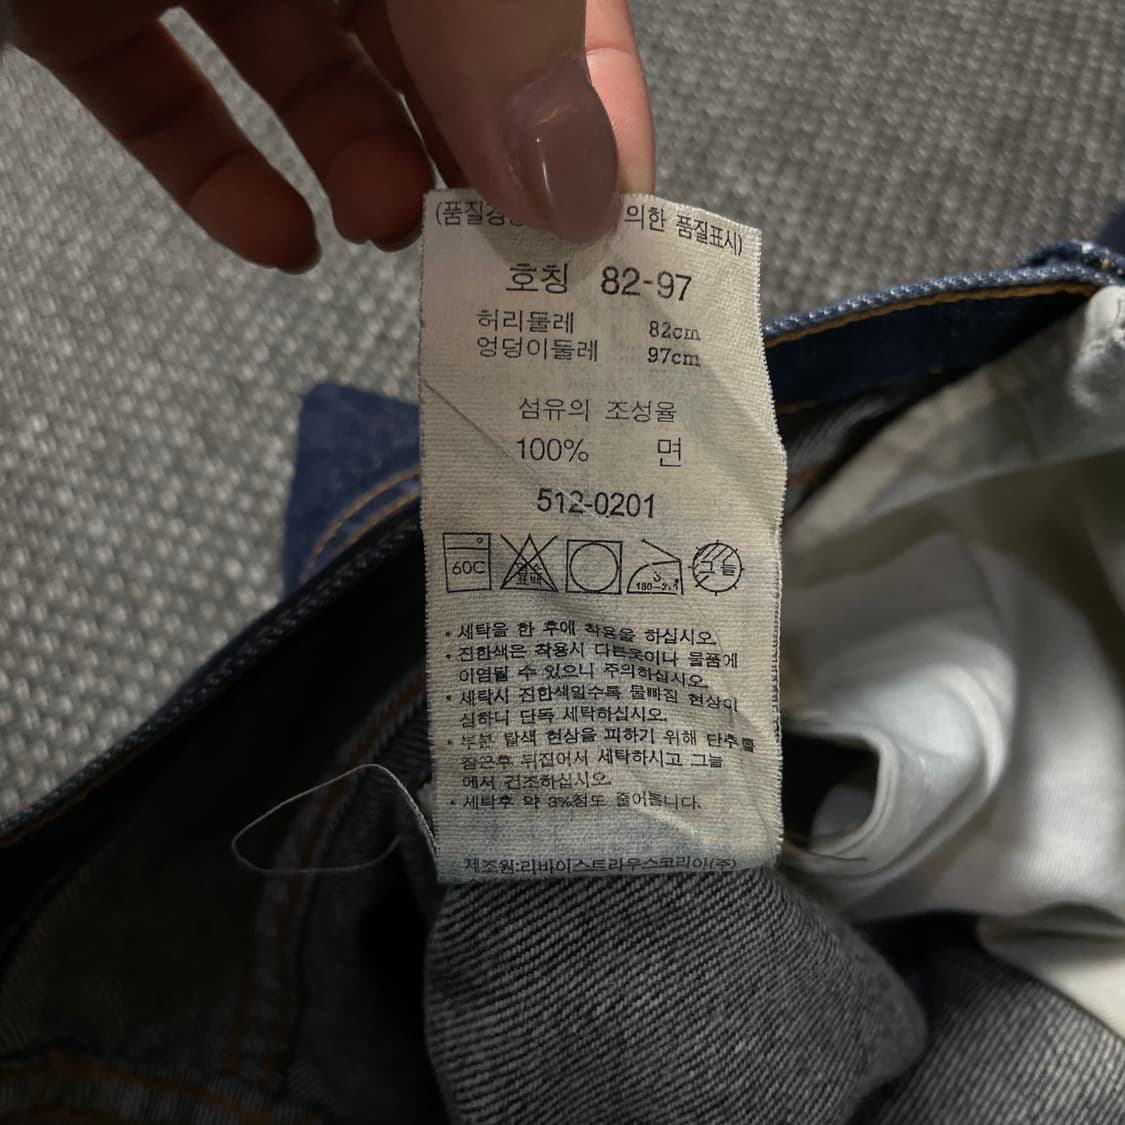 (품질경 의한 품질표시)
호칭 82-97
허리둘레 82cm
엉덩이둘레 97cm
섬유의 조성율
100% 면
512-0201
60C
표백
그늘
• 세탁을 한 후에 착용을 하십시오.
• 진한색은 착용시 다른옷이나 물품에
이염될 수 있으니 주의하십시오.
• 세탁시 진한색일수록 물빠짐 현상이
심하니 단독 세탁하십시오.
• 부분 탈색 현상을 피하기 위해 단추를
잠근후 뒤집어서 세탁하시고 그늘
에서 건조하십시오.
• 세탁후 약 3%정도 줄어듭니다.
제조원:리바이스트라우스코리아(주)